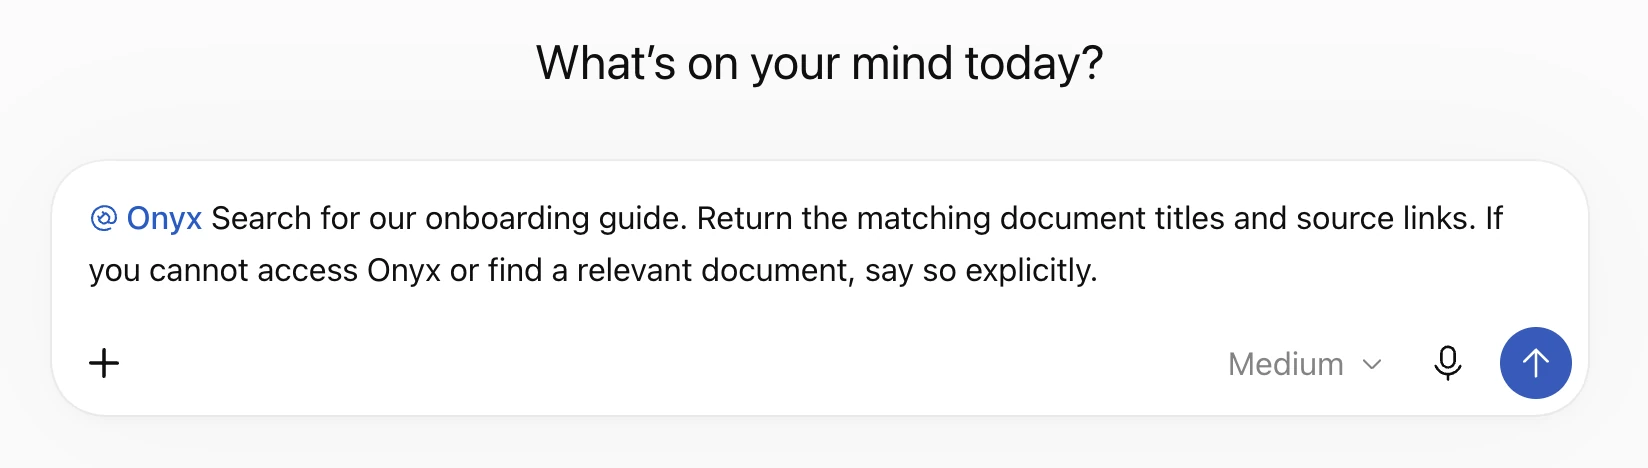 What’s on your mind today?
Onyx Search for our onboarding guide. Return the matching document titles and source links. If
you cannot access Onyx or find a relevant document, say so explicitly.
Medium